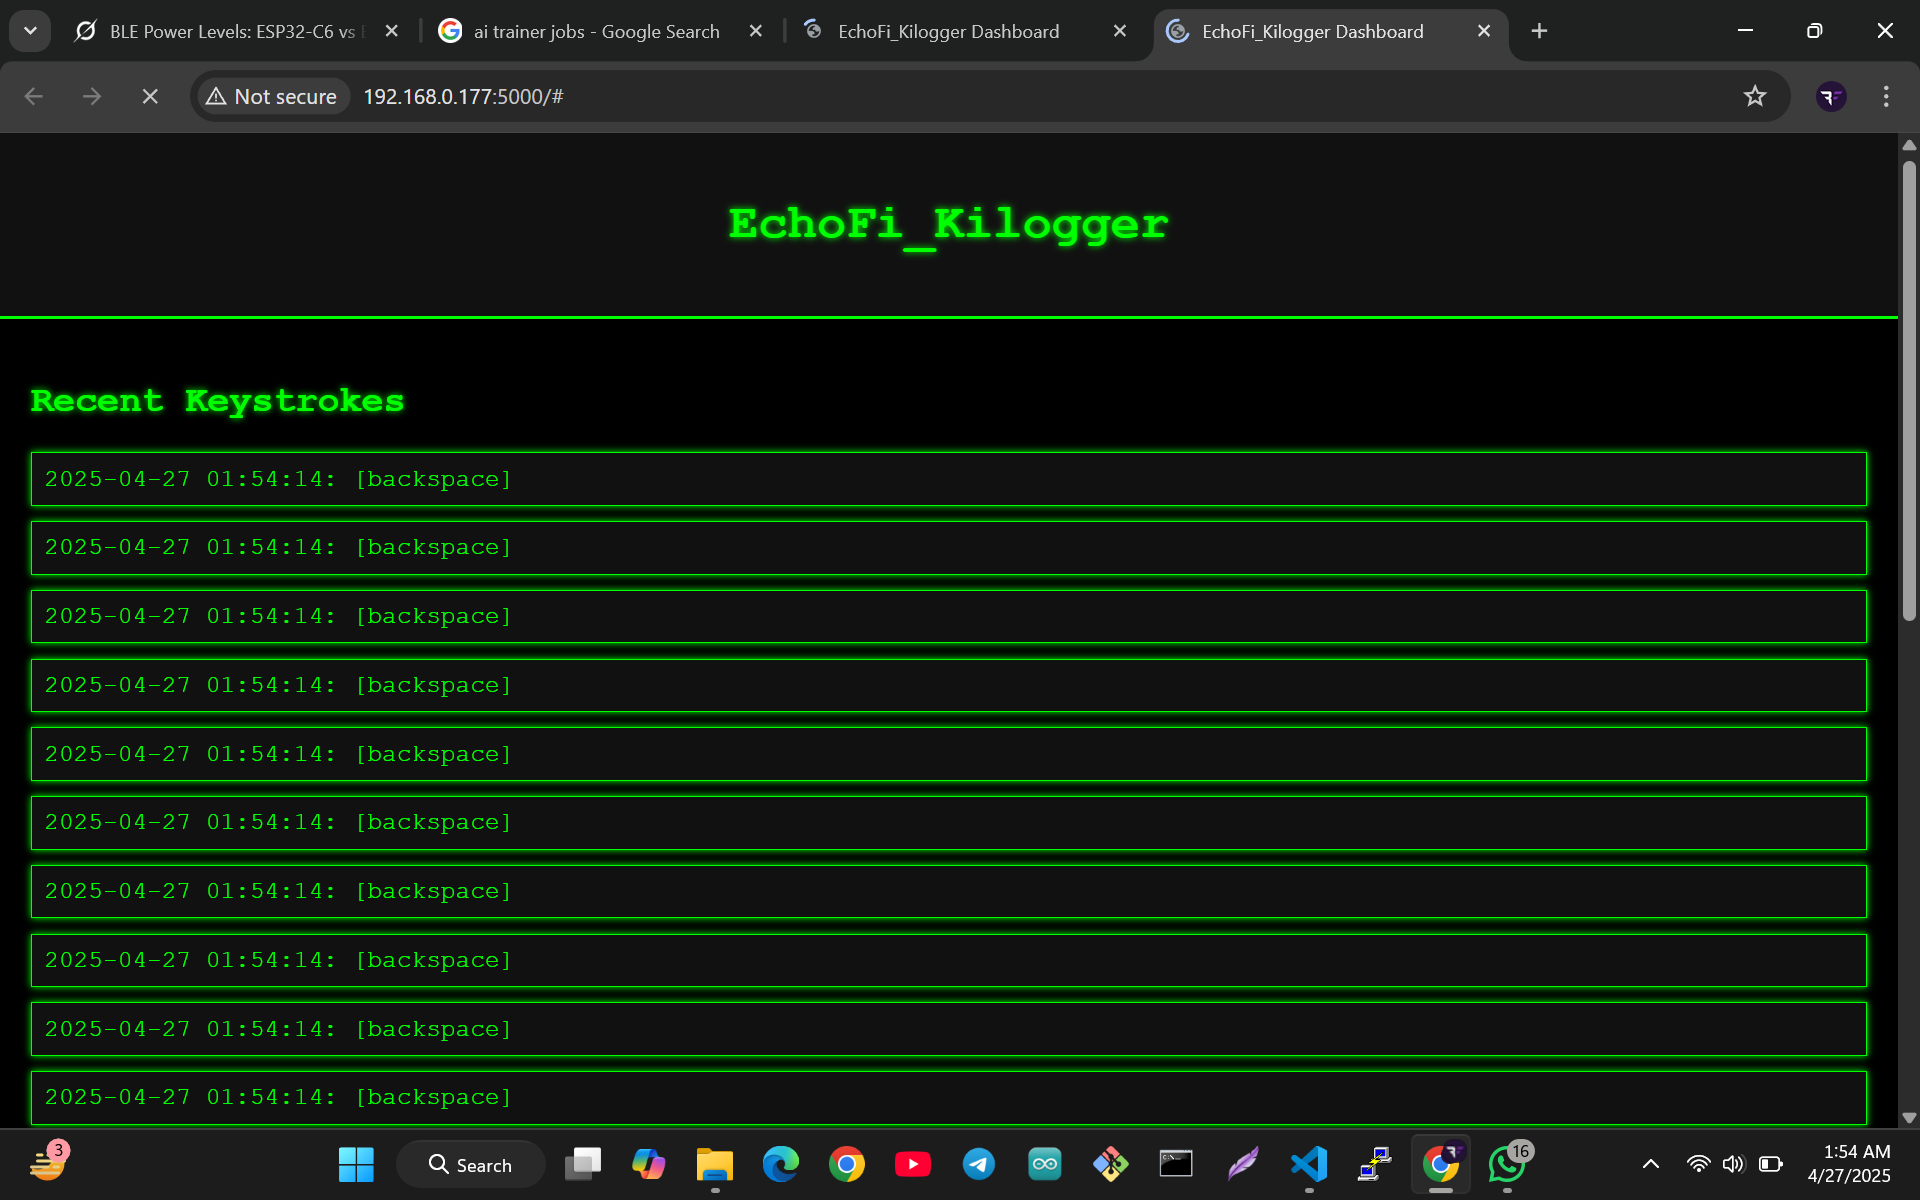 BLE Power Levels: ESP32-C6 vs
ai trainer jobs - Google Search
EchoFi_Kilogger Dashboard
EchoFi_Kilogger Dashboard
Not secure
192.168.0.177:5000/#
EchoFi_Kilogger
Recent Keystrokes
2025-04-27 01:54:14: [backspace]
2025-04-27 01:54:14: [backspace]
2025-04-27 01:54:14: [backspace]
2025-04-27 01:54:14: [backspace]
2025-04-27 01:54:14: [backspace]
2025-04-27 01:54:14: [backspace]
2025-04-27 01:54:14: [backspace]
2025-04-27 01:54:14: [backspace]
2025-04-27 01:54:14: [backspace]
2025-04-27 01:54:14: [backspace]
3
Search
16
1:54 AM
4/27/2025